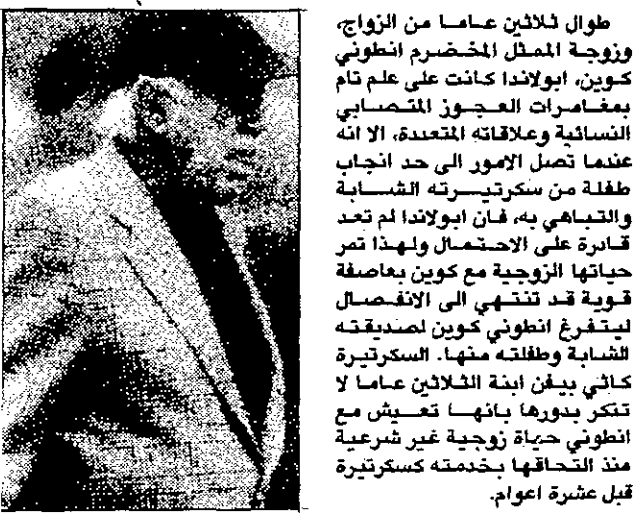 طوال ثلاثين عاما من الزواج،
وزوجة الممثل المخضرم انطوني
كوين، ايولاندا كانت على علم تام
بمغامرات العجوز المتصابي
النسائية وعلاقاته المتعددة، الا انه
عندما تصل الامور الى حد انجاب
طفلة من سكرتيرته الشابة
والتباهي به، فان ايولاندا لم تعد
قادرة على الاحتمال ولهذا تمر
حياتها الزوجية مع كوين بعاصفة
قوية قد تنتهي الى الانفصال
ليتفرغ انطوني كوين لصديقته
الشابة وطفلته منها. السكرتيرة
كاثي بيفن ابنة الثلاثين عاما لا
تنكر بدورها بانها تعيش مع
انطوني حياة زوجية غير شرعية
منذ التحاقها بخدمته كسكرتيرة
قبل عشرة اعوام.